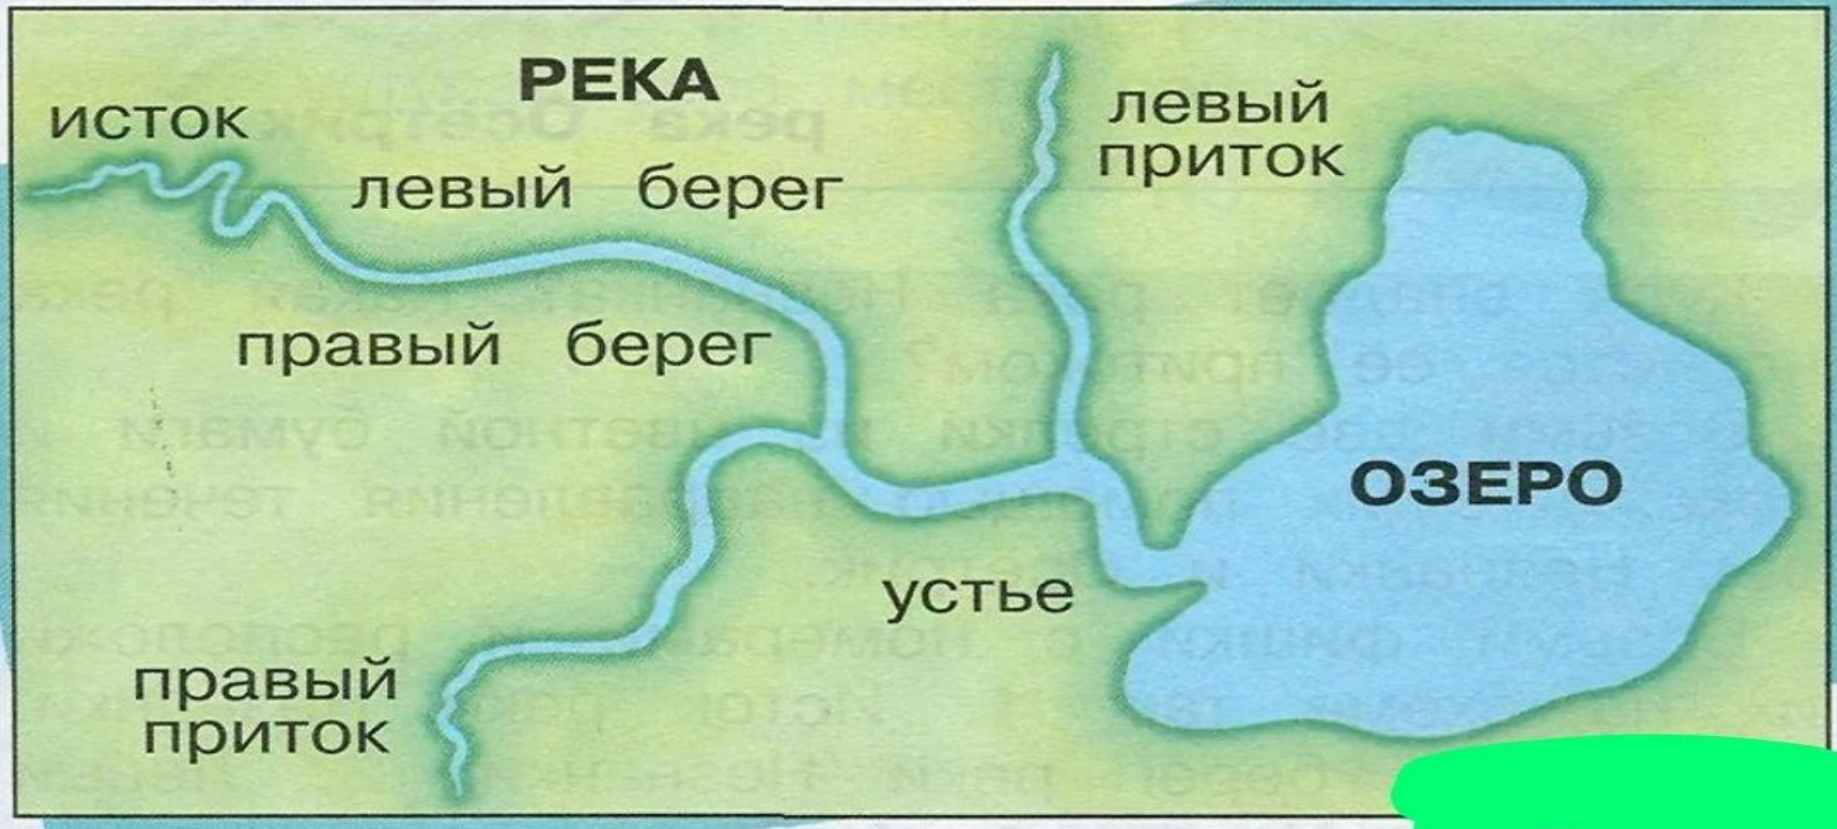 РЕКА
исток
левый берег
левый
приток
правый берег
ОЗЕРО
устье
правый
приток